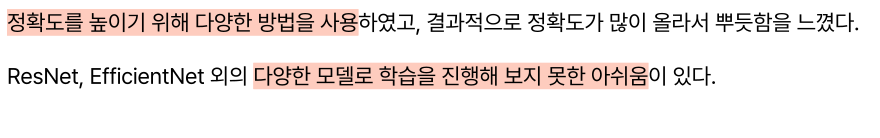 정확도를 높이기 위해 다양한 방법을 사용하였고, 결과적으로 정확도가 많이 올라서 뿌듯함을 느꼈다.
ResNet, EfficientNet 외의 다양한 모델로 학습을 진행해 보지 못한 아쉬움이 있다.